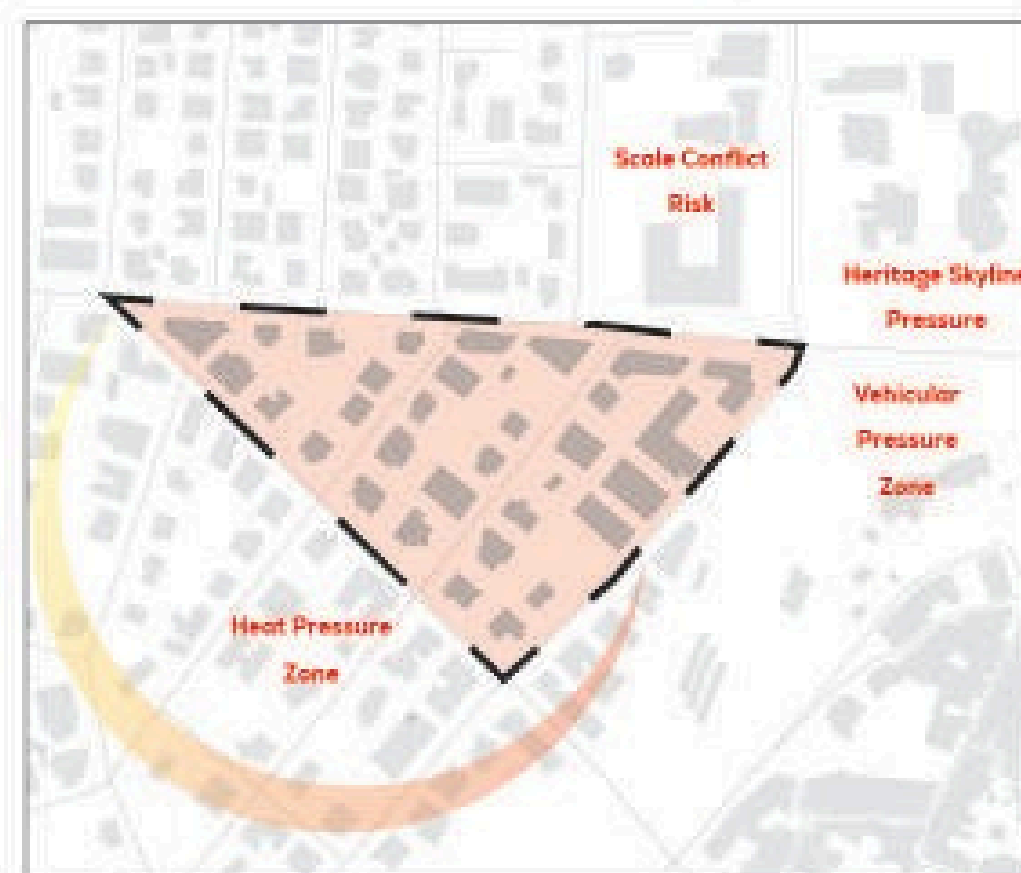 Scale Conflict
Risk
Heritage Skyline
Pressure
Vehicular
Pressure
Zone
Heat Pressure
Zone